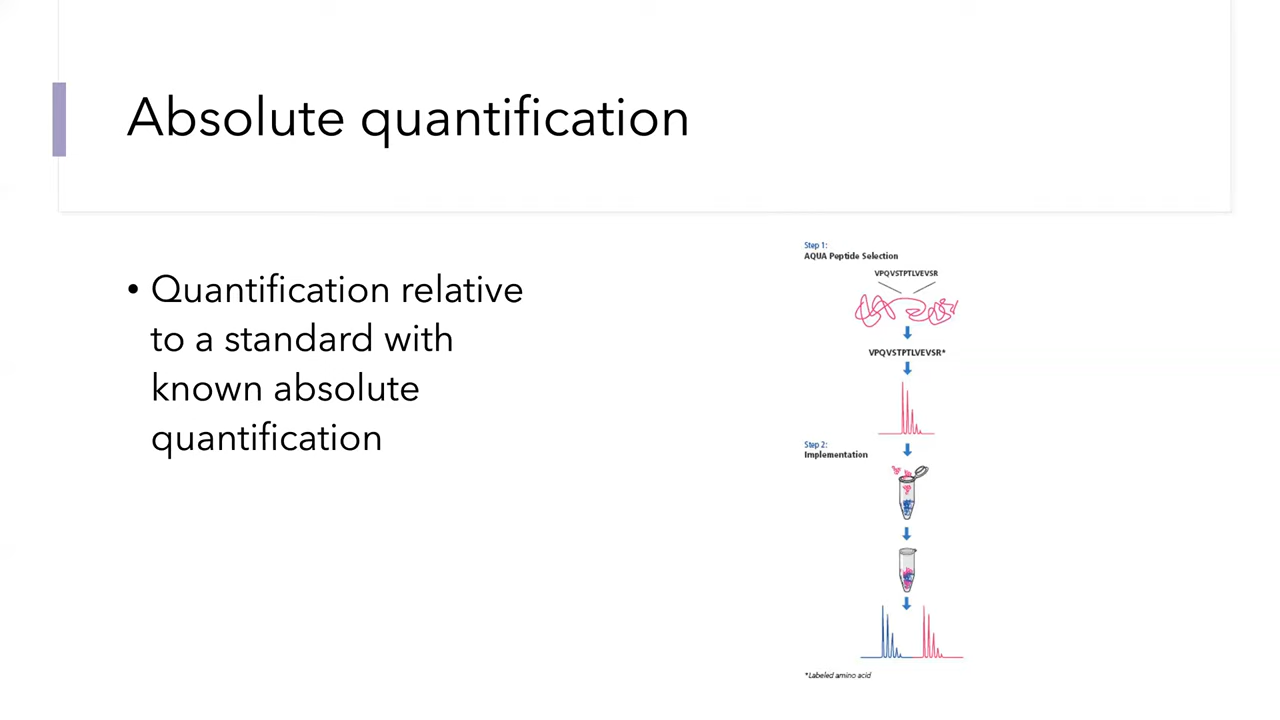 Absolute quantification
• Quantification relative
to a standard with
known absolute
quantification
Step 1:
AQUA Peptide Selection
VPQVSTPTLVEVSR
VPQVSTPTLVEVSR*
Step 2:
Implementation
*Labeled amino acid